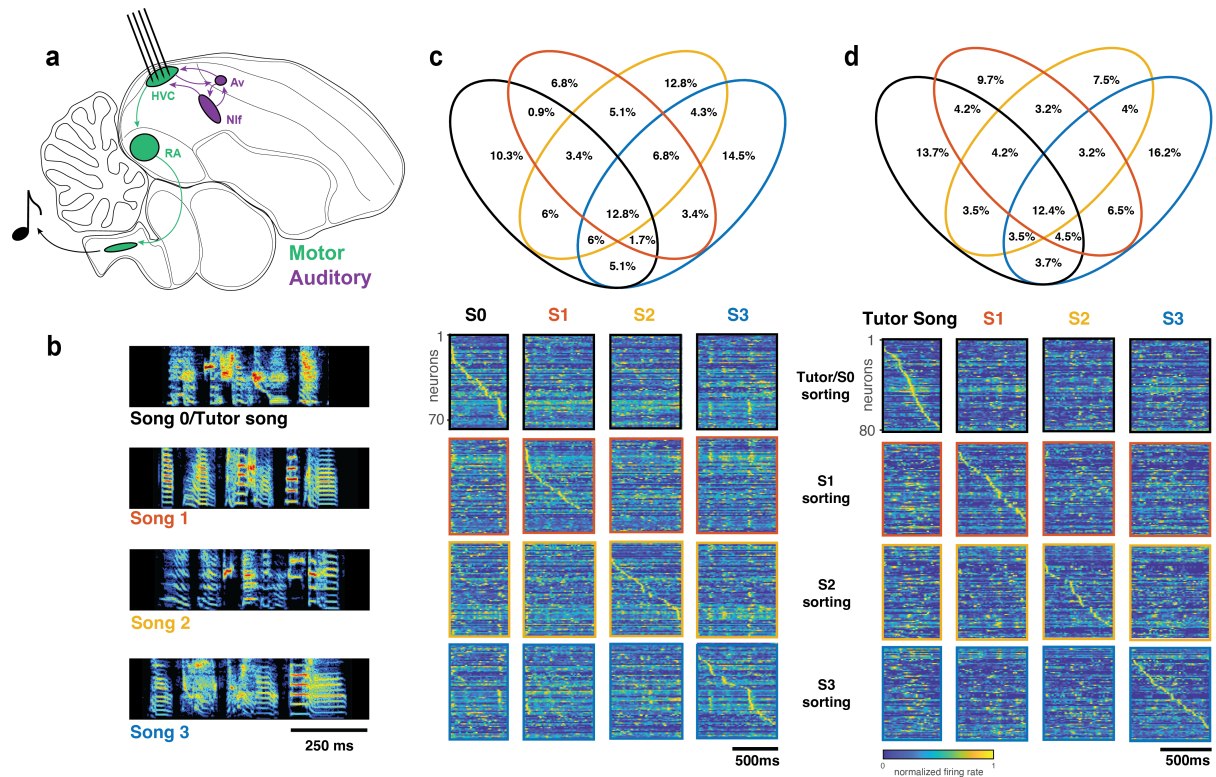 a
HVC
Av
NIf
RA
Motor
Auditory
b
Song 0/Tutor song
Song 1
Song 2
Song 3
250 ms
c
6.8%
12.8%
0.9%
5.1%
4.3%
10.3%
3.4%
6.8%
14.5%
6%
12.8%
3.4%
6%
1.7%
5.1%
S0
S1
S2
S3
1
neurons
70
500ms
Tutor/S0
sorting
S1
sorting
S2
sorting
S3
sorting
d
9.7%
7.5%
4.2%
3.2%
4%
13.7%
4.2%
3.2%
16.2%
3.5%
12.4%
6.5%
3.5%
4.5%
3.7%
Tutor Song
S1
S2
S3
1
neurons
80
0
1
normalized firing rate
500ms